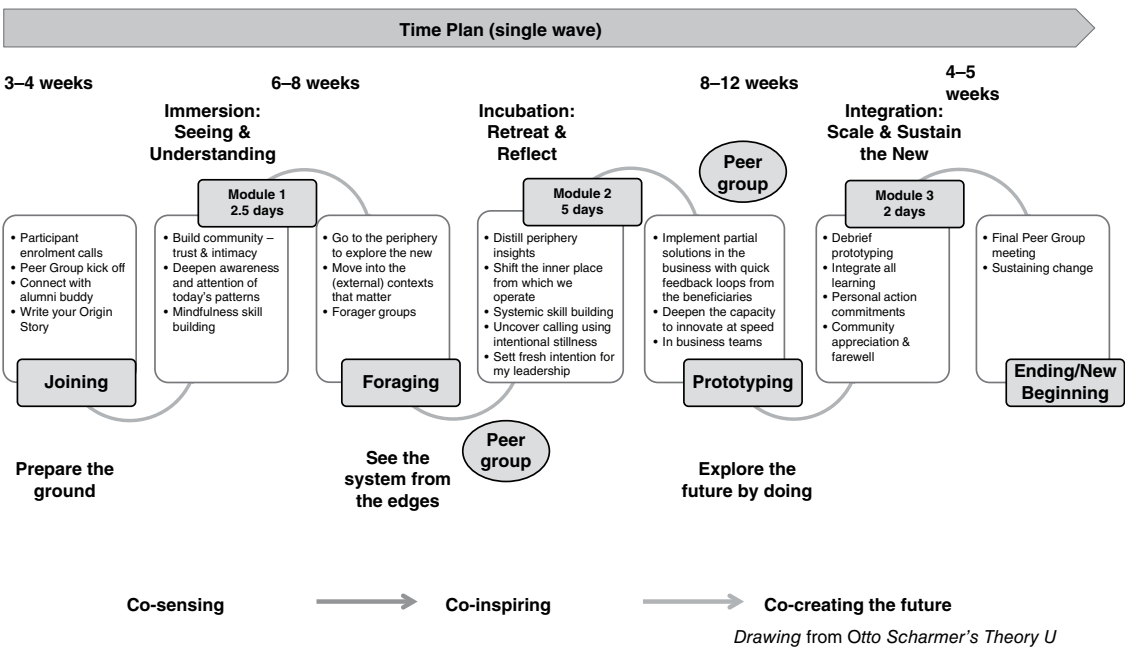 Time Plan (single wave)
3–4 weeks
6–8 weeks
8–12 weeks
4–5
weeks
Immersion:
Seeing &
Understanding
Incubation:
Retreat &
Reflect
Integration:
Scale & Sustain
the New
Peer
group
Module 1
2.5 days
Module 2
5 days
Module 3
2 days
• Participant
enrolment calls
• Peer Group kick off
• Connect with
alumni buddy
• Write your Origin
Story
Joining
• Build community –
trust & intimacy
• Deepen awareness
and attention of
today's patterns
• Mindfulness skill
building
• Go to the periphery
to explore the new
• Move into the
(external) contexts
that matter
• Forager groups
Foraging
• Distill periphery
insights
• Shift the inner place
from which we
operate
• Systemic skill building
• Uncover calling using
intentional stillness
• Sett fresh intention for
my leadership
• Implement partial
solutions in the
business with quick
feedback loops from
the beneficiaries
• Deepen the capacity
to innovate at speed
• In business teams
Prototyping
• Debrief
prototyping
• Integrate all
learning
• Personal action
commitments
• Community
appreciation &
farewell
• Final Peer Group
meeting
• Sustaining change
Ending/New
Beginning
Prepare the
ground
See the
system from
the edges
Peer
group
Explore the
future by doing
Co-sensing
Co-inspiring
Co-creating the future
Drawing from Otto Scharmer's Theory U